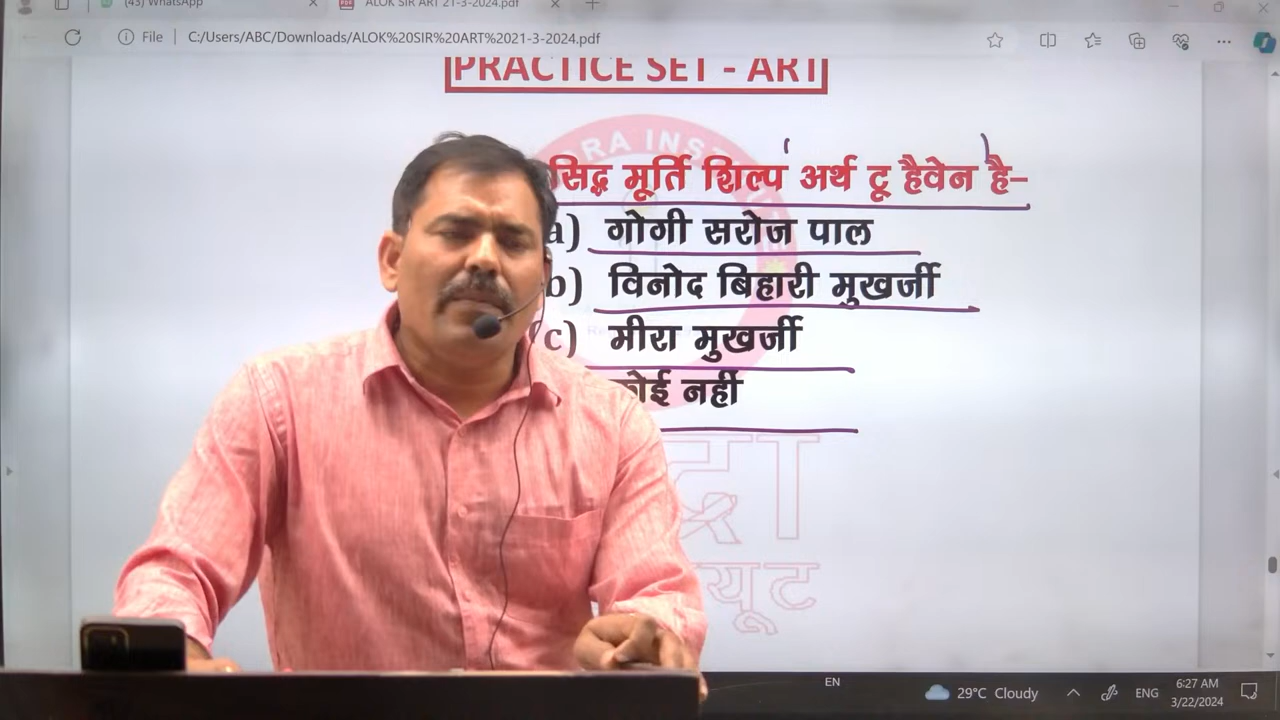 (43) WhatsApp
ALOK SIR ART 21-3-2024.pdf
File
C:/Users/ABC/Downloads/ALOK%20SIR%20ART%2021-3-2024.pdf
PRACTICE SET - ART
सिद्ध मूर्ति शिल्प अर्थ टू हैवेन है–
a) गोगी सरोज पाल
b) विनोद बिहारी मुखर्जी
(c) मीरा मुखर्जी
कोई नहीं
EN
29°C Cloudy
ENG
6:27 AM
3/22/2024